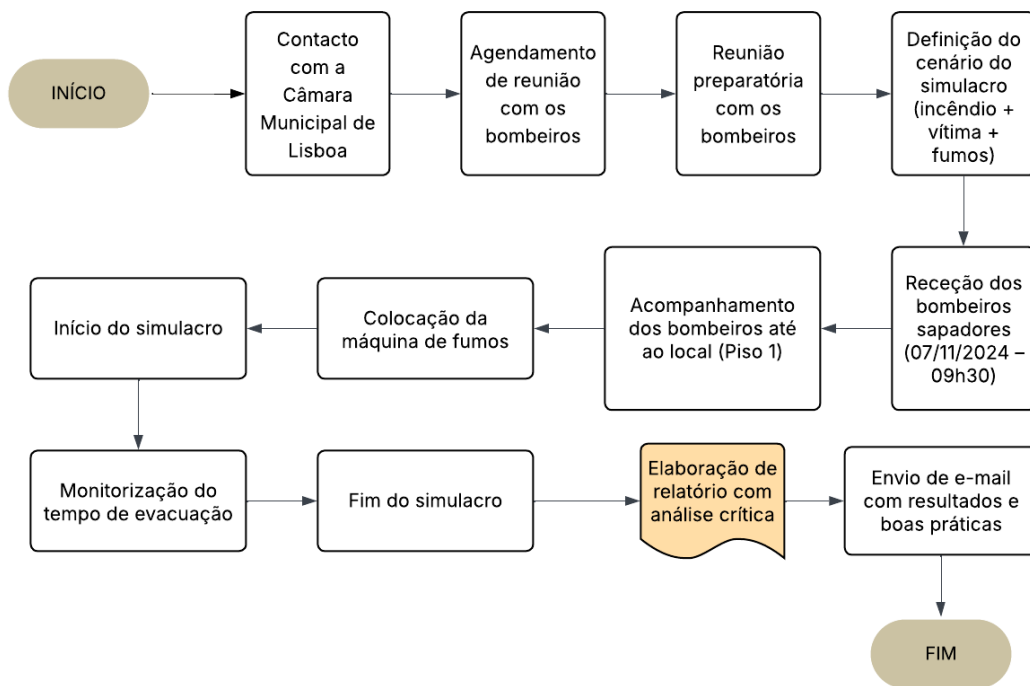 INÍCIO
Contacto
com a
Câmara
Municipal de
Lisboa
Agendamento
de reunião
com os
bombeiros
Reunião
preparatória
com os
bombeiros
Definição do
cenário do
simulacro
(incêndio +
vítima +
fumos)
Receção dos
bombeiros
sapadores
(07/11/2024 –
09h30)
Acompanhamento
dos bombeiros até
ao local (Piso 1)
Colocação da
máquina de fumos
Início do simulacro
Monitorização do
tempo de evacuação
Fim do simulacro
Elaboração de
relatório com
análise crítica
Envio de e-mail
com resultados e
boas práticas
FIM